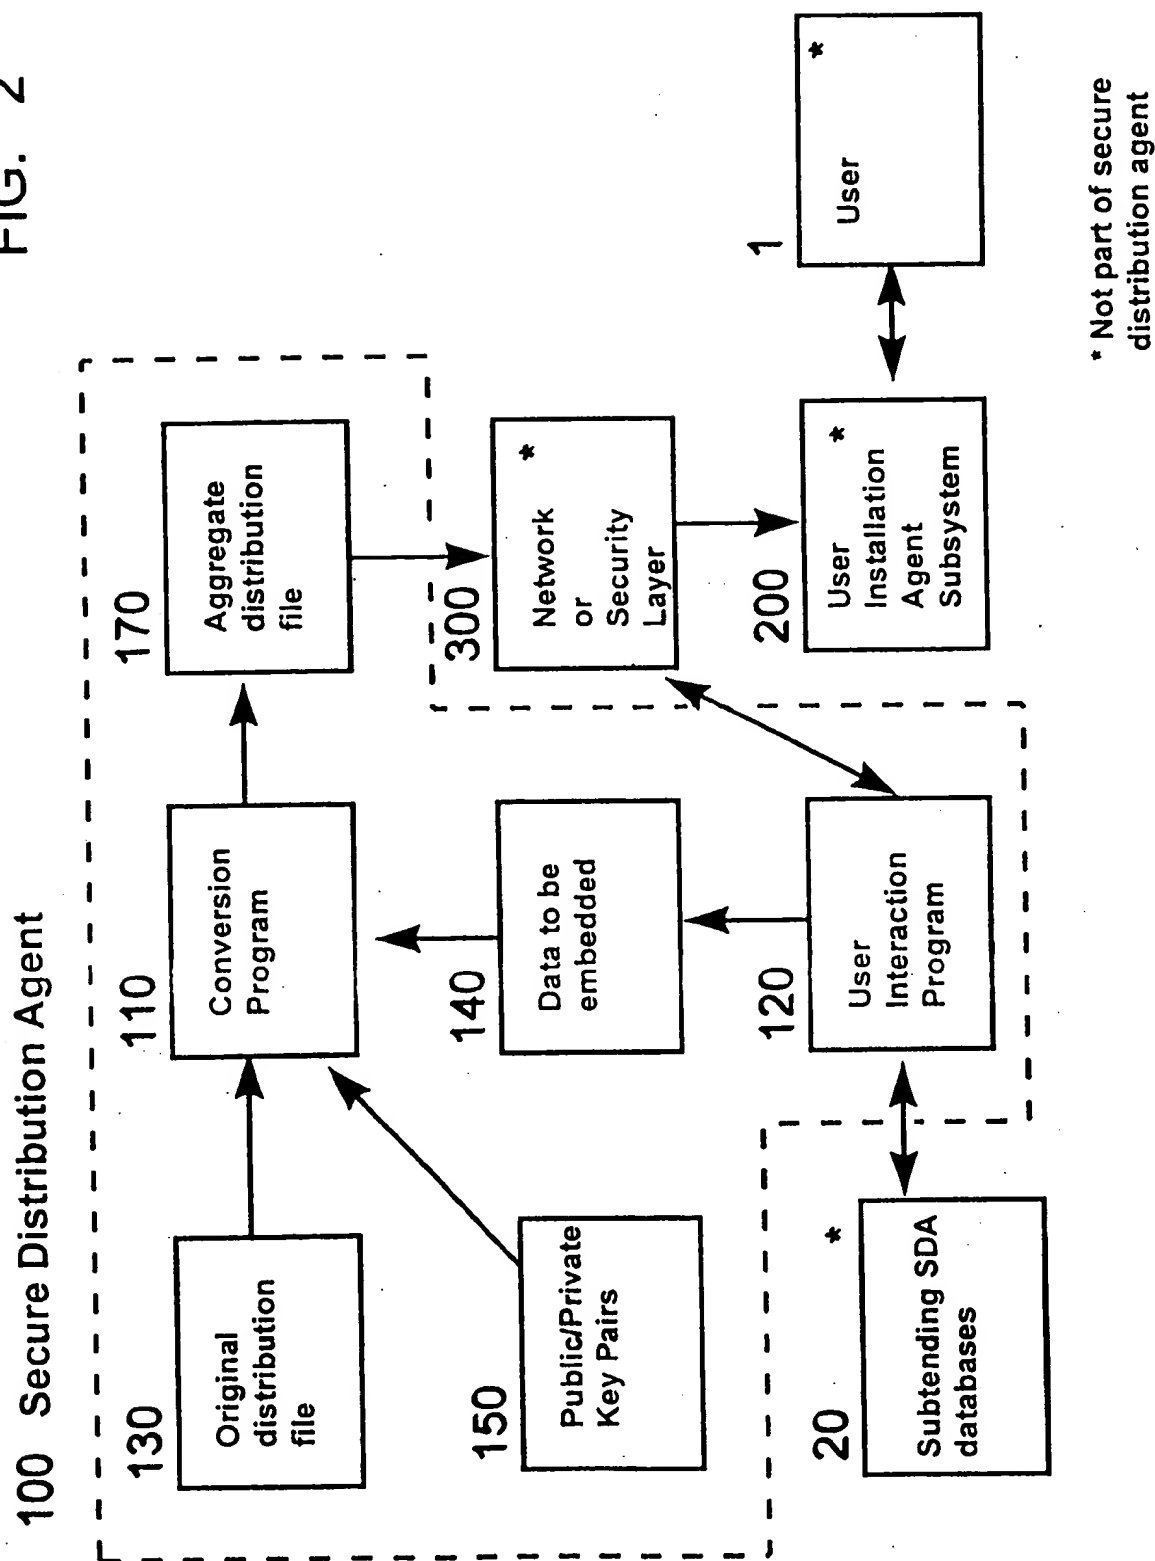 FIG. 2
100 Secure Distribution Agent
130
Original
distribution
file
110
Conversion
Program
170
Aggregate
distribution
file
150
Public/Private
Key Pairs
140
Data to be
embedded
300
Network *
or
Security
Layer
20 *
Subtending SDA
databases
120
User
Interaction
Program
200
User *
Installation
Agent
Subsystem
1
User *
* Not part of secure
distribution agent